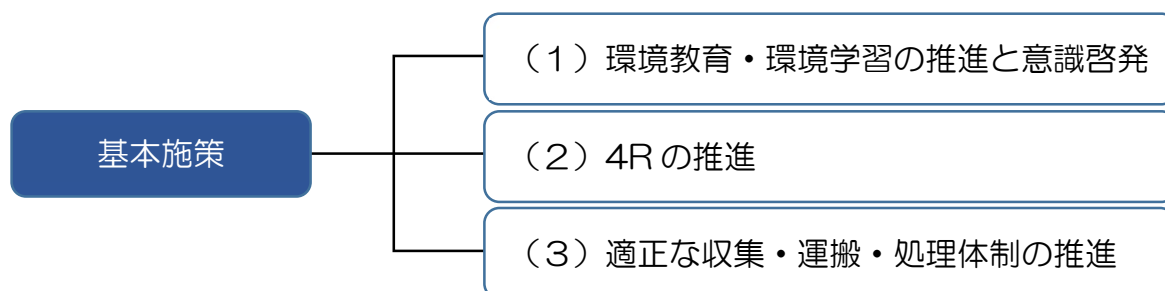 基本施策
（１）環境教育・環境学習の推進と意識啓発
（２）4Rの推進
（３）適正な収集・運搬・処理体制の推進